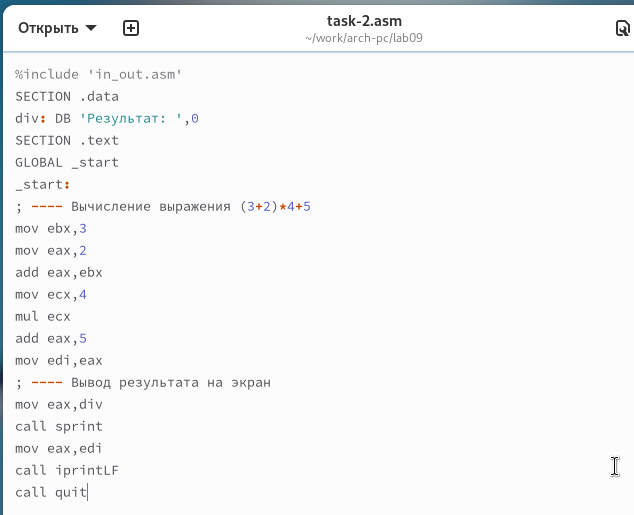 Открыть
task-2.asm
~/work/arch-pc/lab09
%include 'in_out.asm'
SECTION .data
div: DB 'Результат: ',0
SECTION .text
GLOBAL _start
_start:
; ---- Вычисление выражения (3+2)*4+5
mov ebx,3
mov eax,2
add eax,ebx
mov ecx,4
mul ecx
add eax,5
mov edi,eax
; ---- Вывод результата на экран
mov eax,div
call sprint
mov eax,edi
call iprintLF
call quit